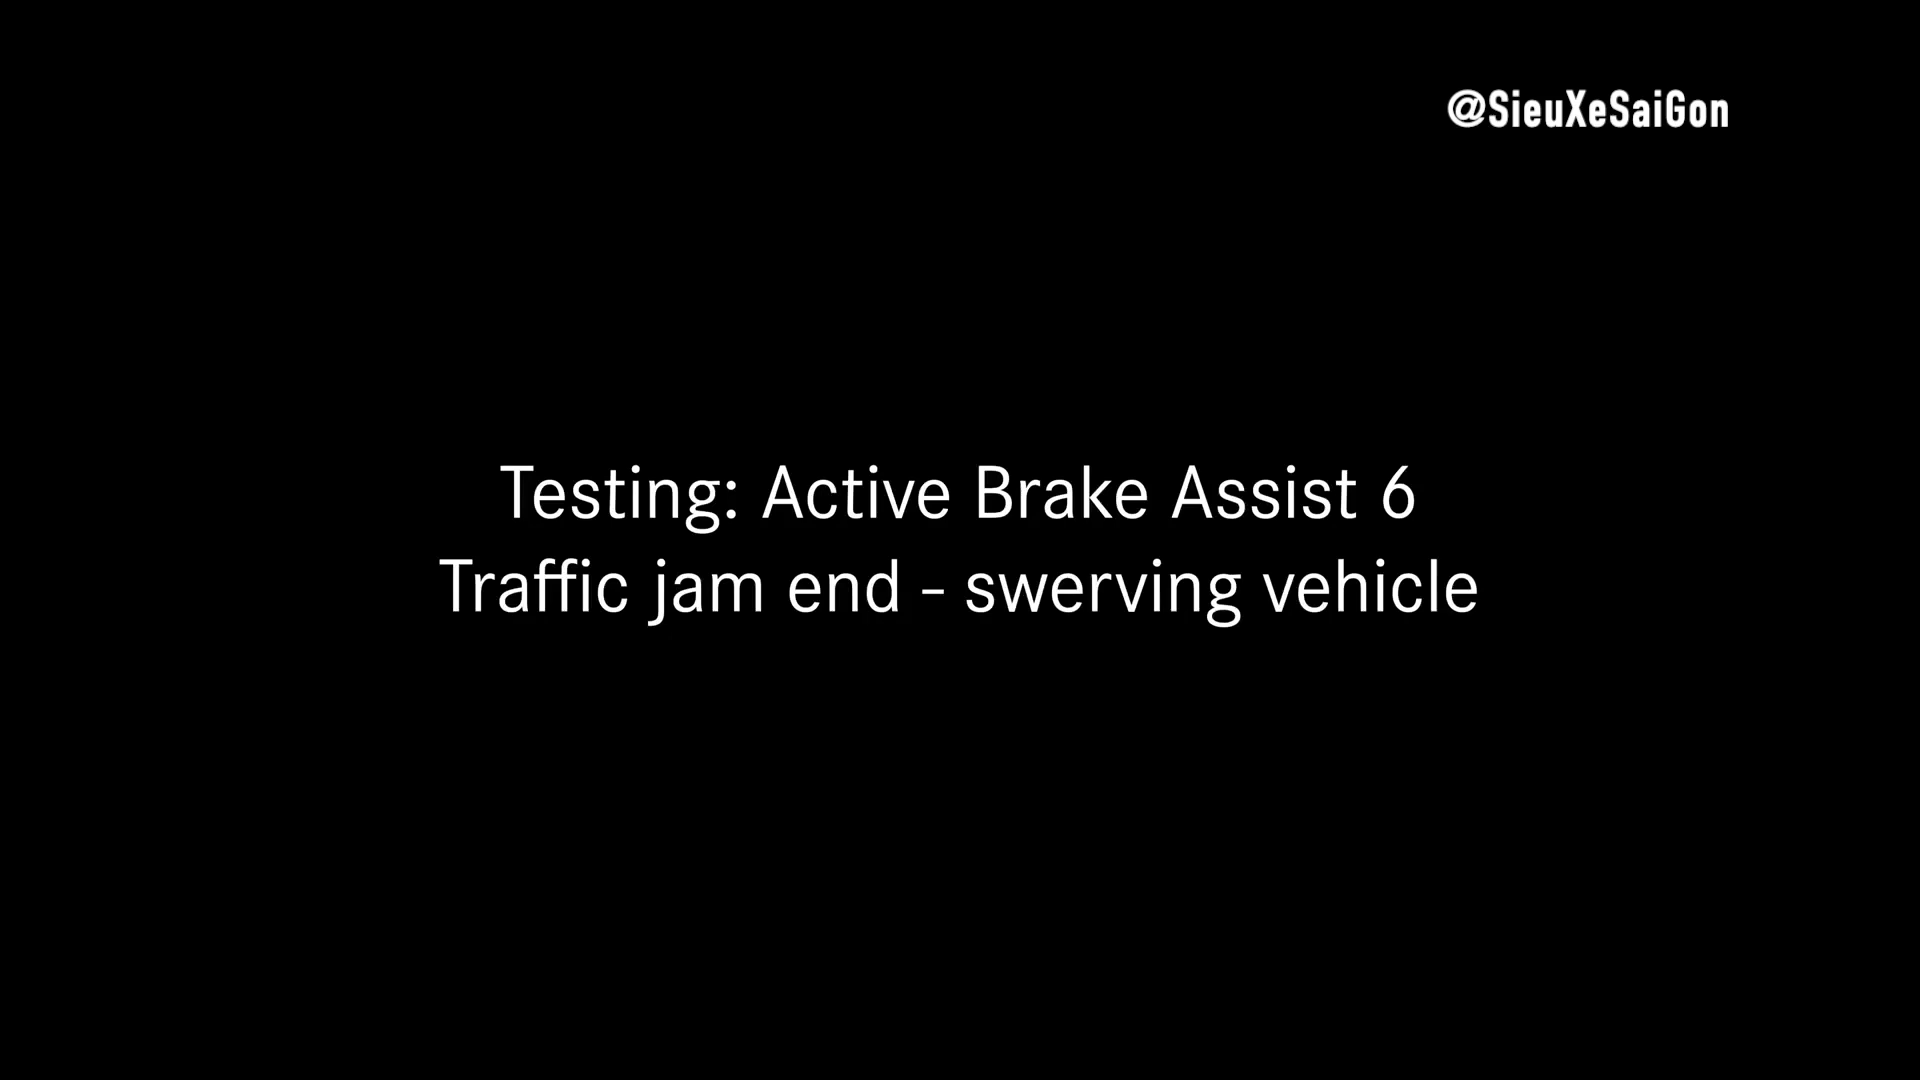 @SieuXeSaiGon
Testing: Active Brake Assist 6
Traffic jam end - swerving vehicle